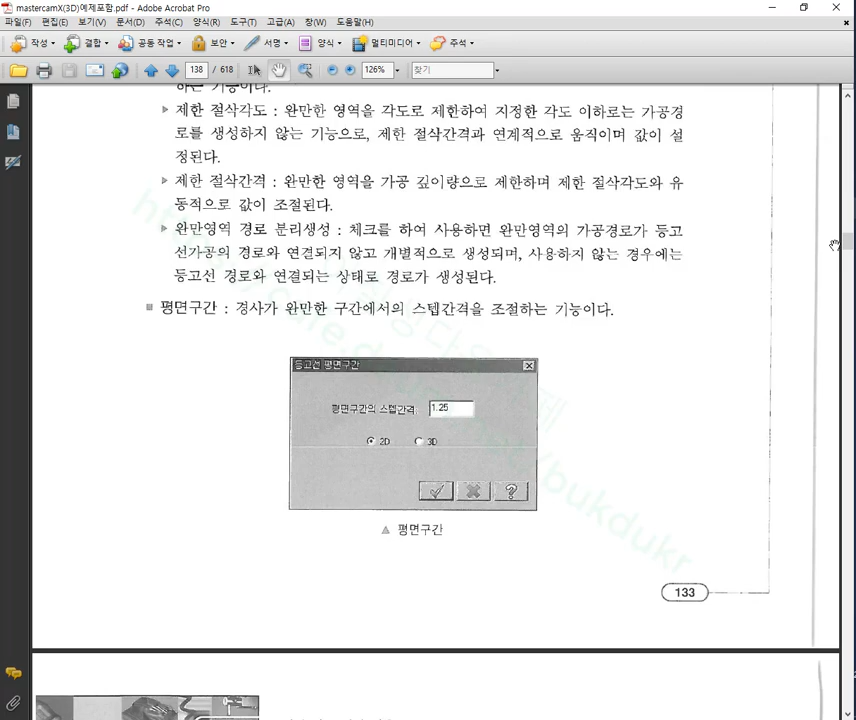 mastercamX(3D)예제포함.pdf - Adobe Acrobat Pro
파일(F) 편집(E) 보기(V) 문서(D) 주석(C) 양식(R) 도구(T) 고급(A) 창(W) 도움말(H)
작성 결합 공동 작업 보안 서명 양식 멀티미디어 주석
138 / 618 126% 찾기
하는 기능이다.
제한 절삭각도 : 완만한 영역을 각도로 제한하여 지정한 각도 이하로는 가공경
로를 생성하지 않는 기능으로, 제한 절삭간격과 연계적으로 움직이며 값이 설
정된다.
제한 절삭간격 : 완만한 영역을 가공 깊이량으로 제한하며 제한 절삭각도와 유
동적으로 값이 조절된다.
완만영역 경로 분리생성 : 체크를 하여 사용하면 완만영역의 가공경로가 등고
선가공의 경로와 연결되지 않고 개별적으로 생성되며, 사용하지 않는 경우에는
등고선 경로와 연결되는 상태로 경로가 생성된다.
평면구간 : 경사가 완만한 구간에서의 스텝간격을 조절하는 기능이다.
등고선 평면구간
평면구간의 스텝간격: 1.25
2D 3D
▲ 평면구간
133